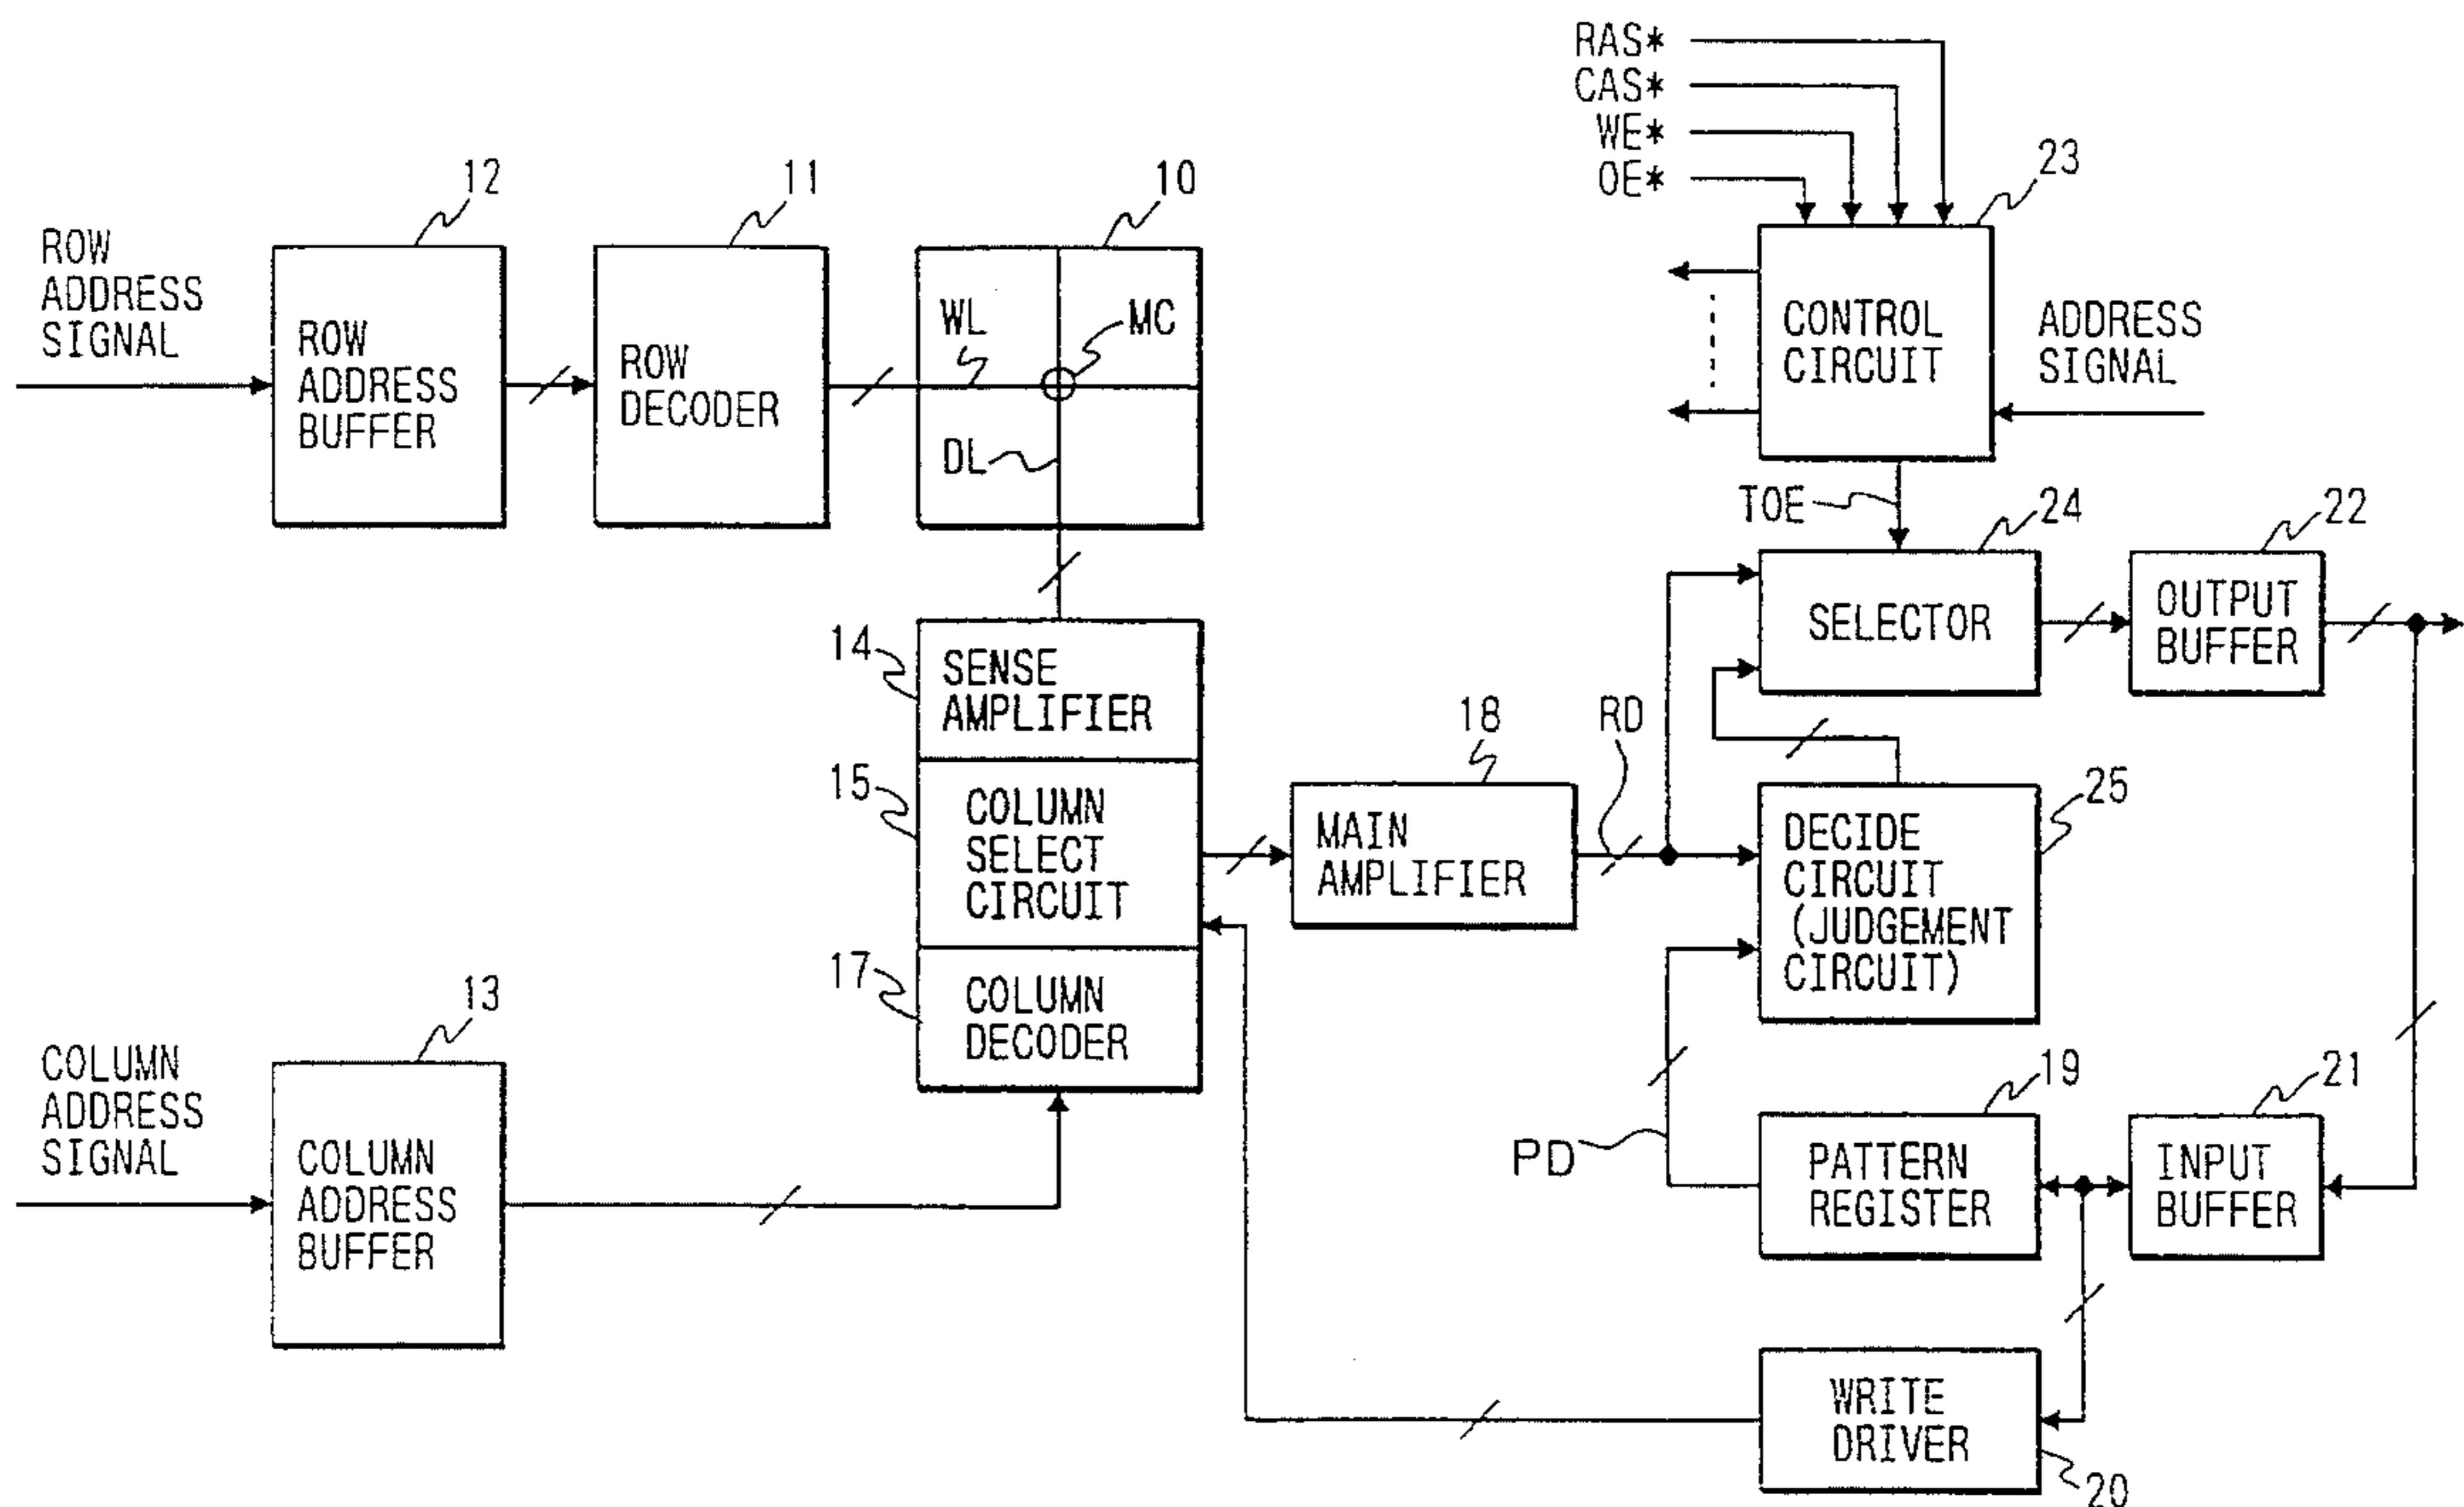 RAS*
CAS*
WE*
OE*
23
12
11
10
ROW
ADDRESS
SIGNAL
ROW
ADDRESS
BUFFER
ROW
DECODER
WL
MC
DL
CONTROL
CIRCUIT
ADDRESS
SIGNAL
TOE
24
22
SELECTOR
OUTPUT
BUFFER
14
SENSE
AMPLIFIER
15
COLUMN
SELECT
CIRCUIT
17
COLUMN
DECODER
18
MAIN
AMPLIFIER
RD
25
DECIDE
CIRCUIT
(JUDGEMENT
CIRCUIT)
13
COLUMN
ADDRESS
SIGNAL
COLUMN
ADDRESS
BUFFER
PD
19
PATTERN
REGISTER
21
INPUT
BUFFER
WRITE
DRIVER
20